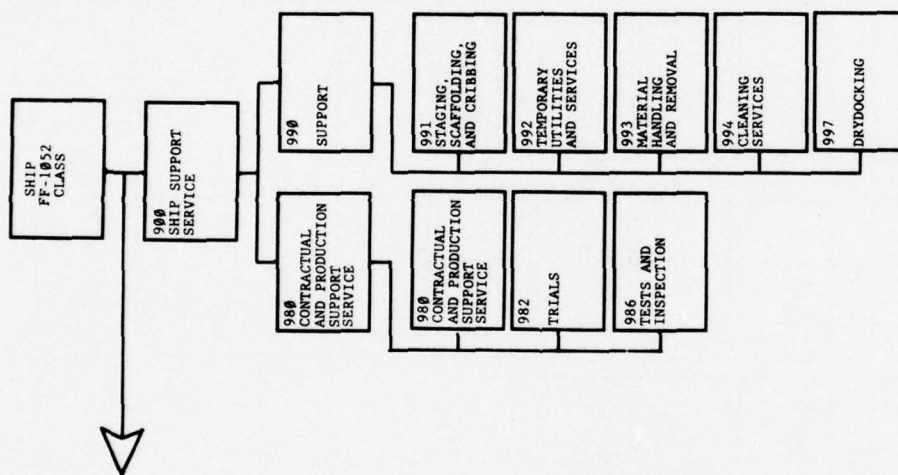 SHIP
FF-1052
CLASS
900
SHIP SUPPORT
SERVICE
980
CONTRACTUAL
AND PRODUCTION
SUPPORT
SERVICE
990
SUPPORT
980
CONTRACTUAL
AND PRODUCTION
SUPPORT
SERVICE
982
TRIALS
986
TESTS AND
INSPECTION
991
STAGING,
SCAFFOLDING,
AND CRIBBING
992
TEMPORARY
UTILITIES
AND SERVICES
993
MATERIAL
HANDLING
AND REMOVAL
994
CLEANING
SERVICES
997
DRYDOCKING